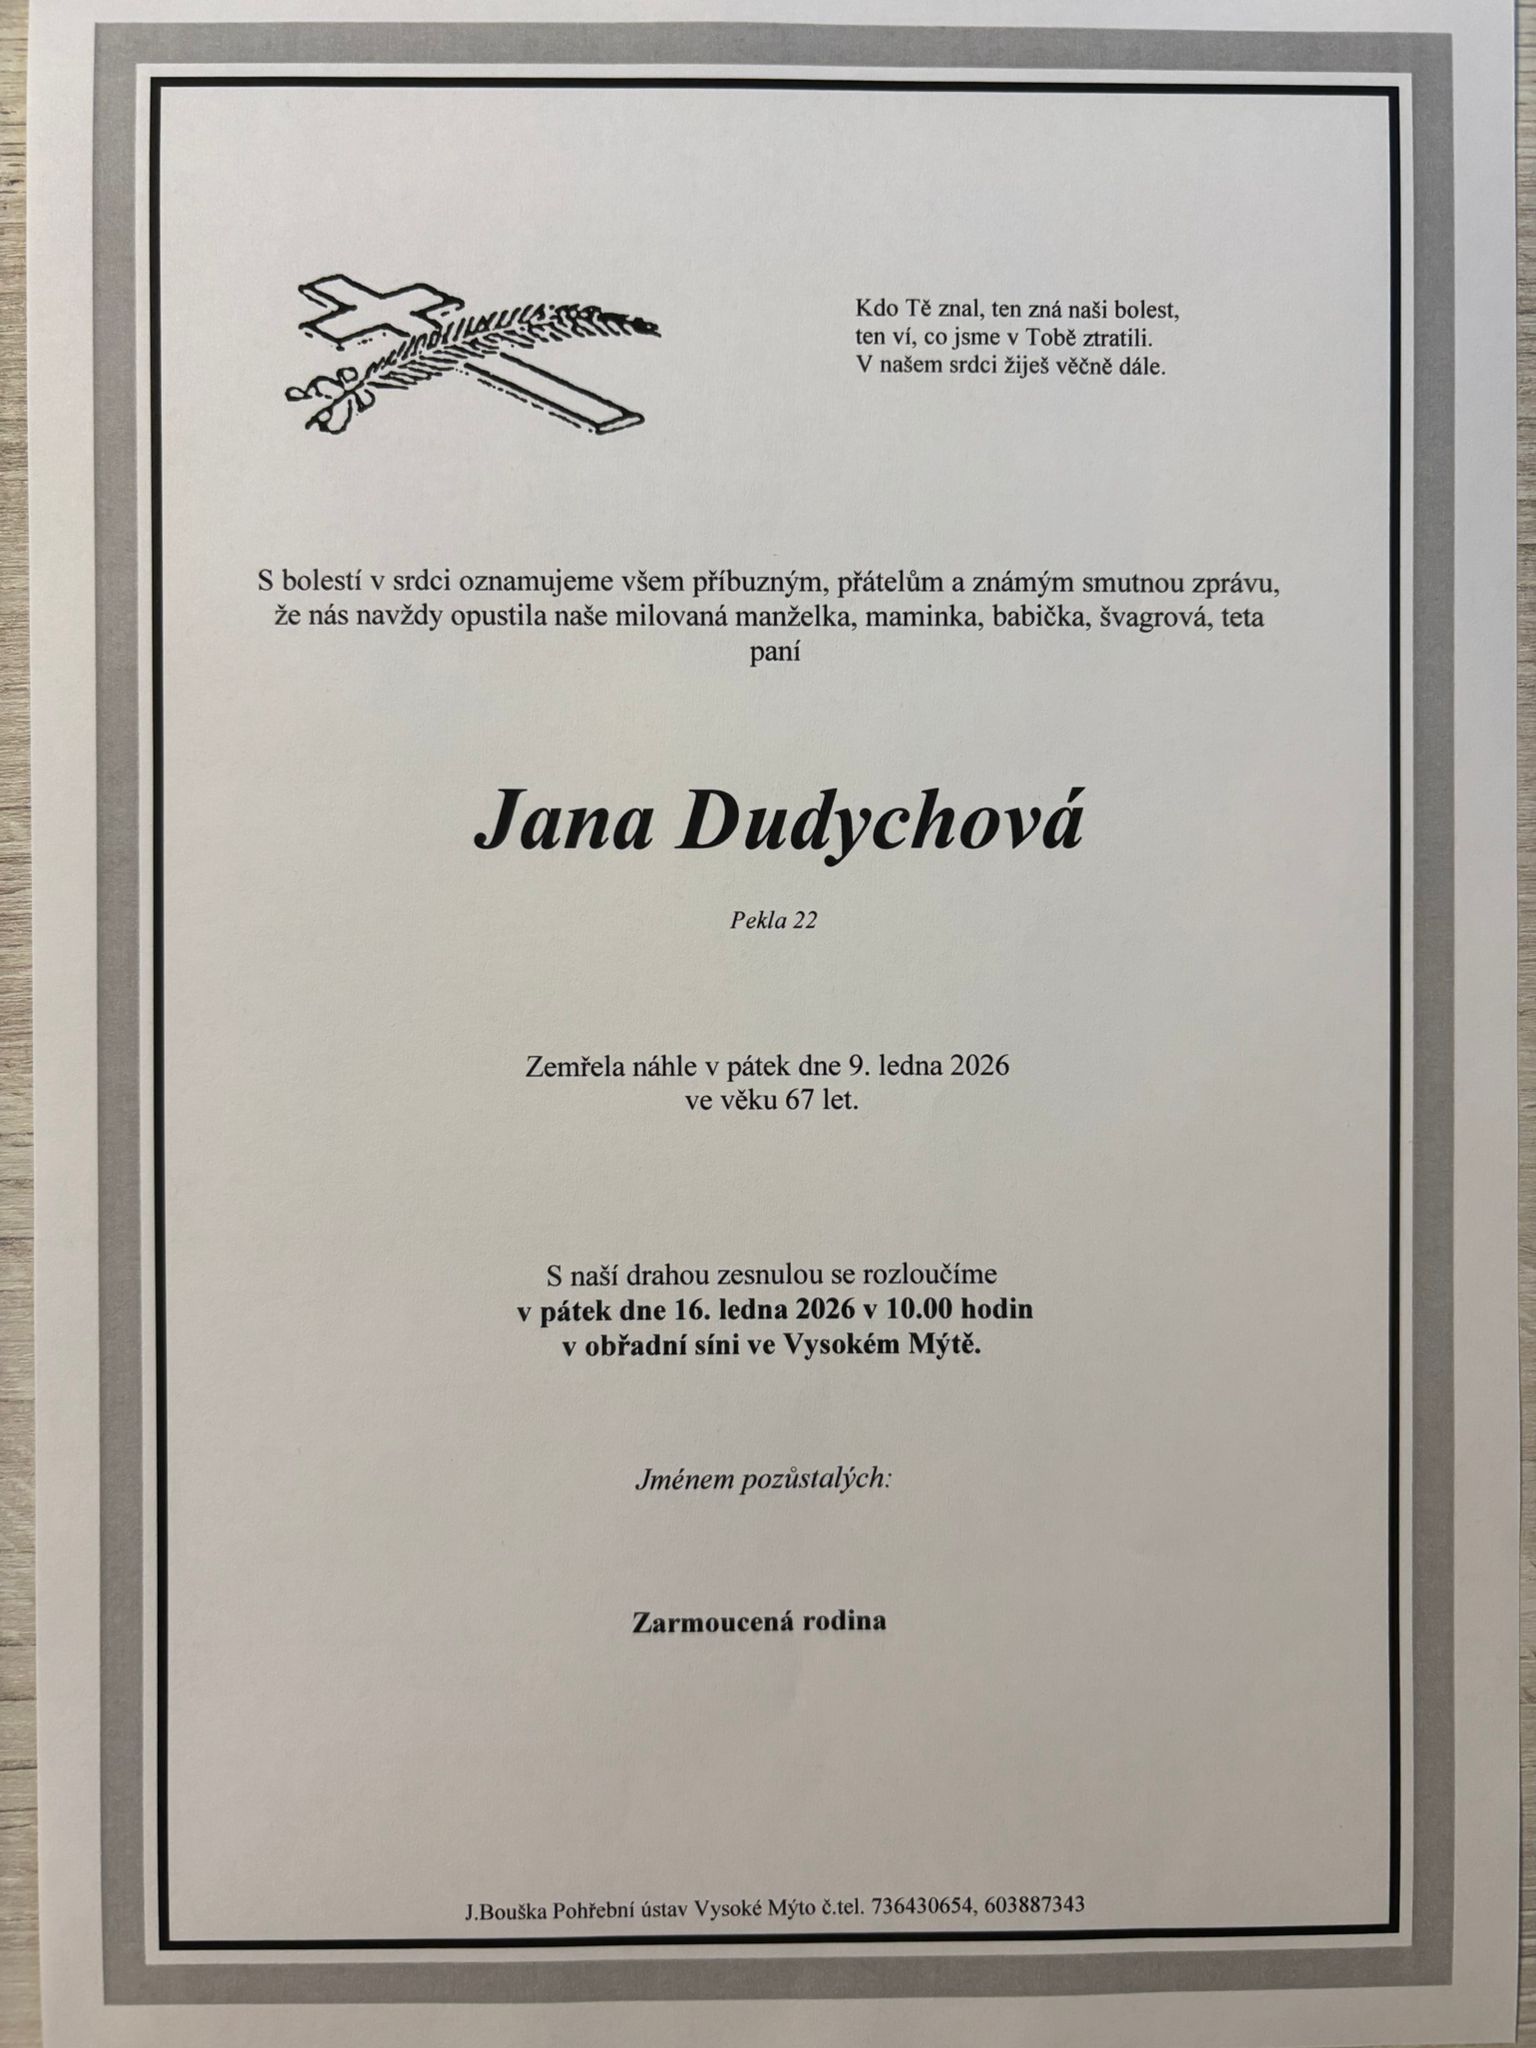 Kdo Tě znal, ten zná naši bolest,
ten ví, co jsme v Tobě ztratili.
V našem srdci žiješ věčně dále.
S bolestí v srdci oznamujeme všem příbuzným, přátelům a známým smutnou zprávu,
že nás navždy opustila naše milovaná manželka, maminka, babička, švagrová, teta
paní
Jana Dudychová
Pekla 22
Zemřela náhle v pátek dne 9. ledna 2026
ve věku 67 let.
S naší drahou zesnulou se rozloučíme
v pátek dne 16. ledna 2026 v 10.00 hodin
v obřadní síni ve Vysokém Mýtě.
Jménem pozůstalých:
Zarmoucená rodina
J.Bouška Pohřební ústav Vysoké Mýto č.tel. 736430654, 603887343